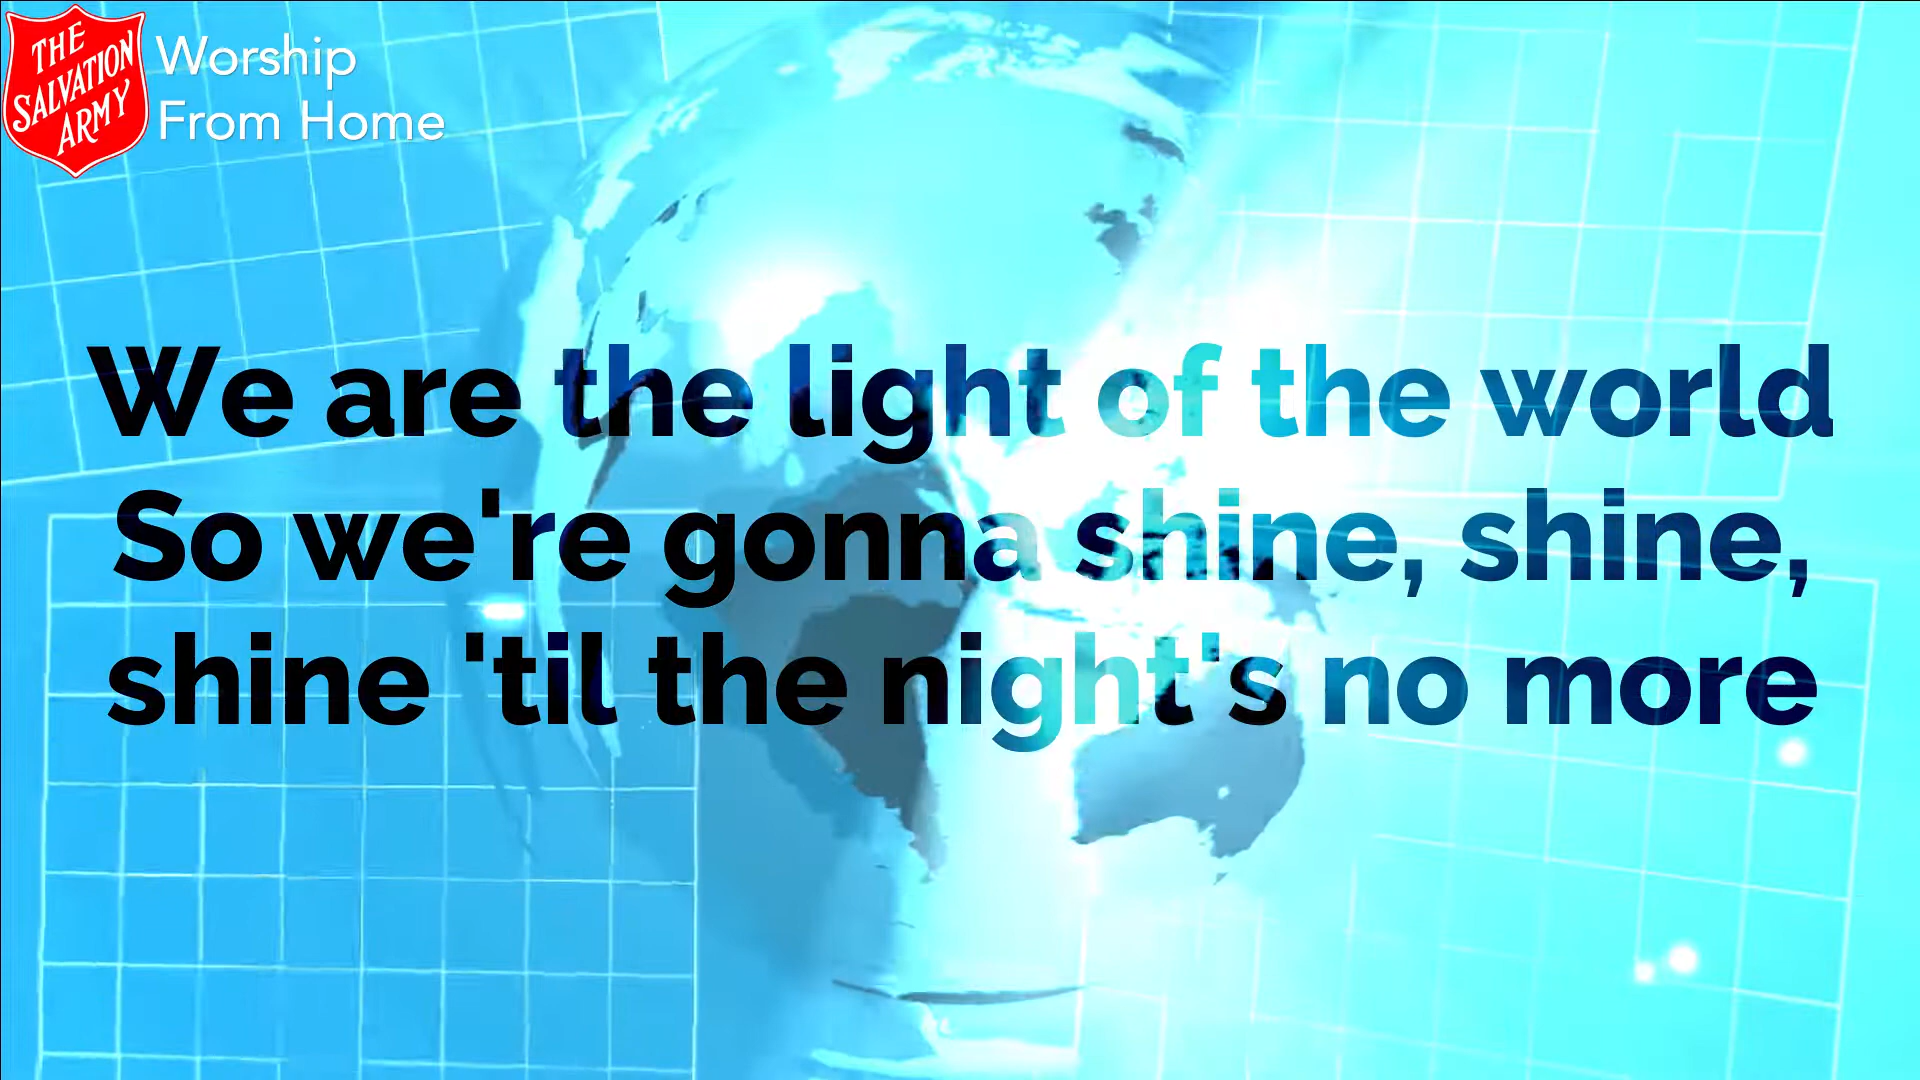 THE
SALVATION
ARMY
Worship
From Home
We are the light of the world
So we're gonna shine, shine,
shine 'til the night's no more